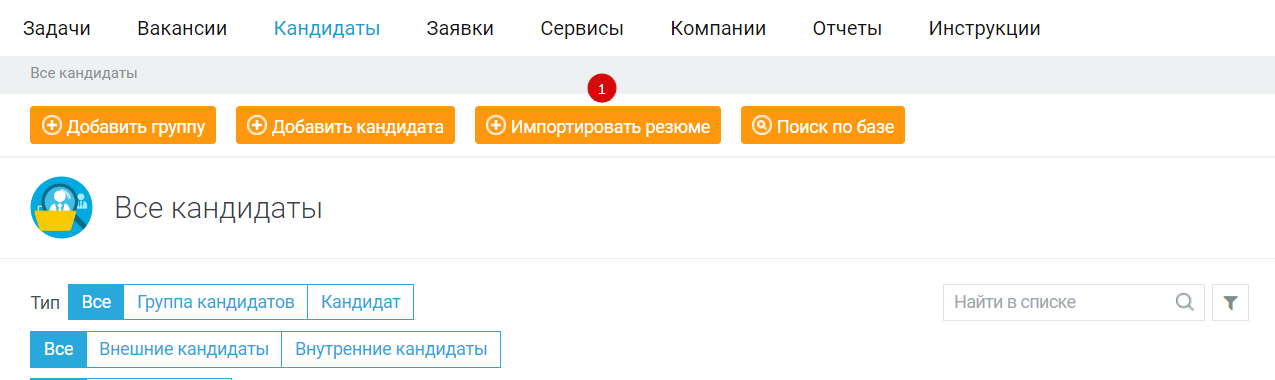 Задачи Вакансии Кандидаты Заявки Сервисы Компании Отчеты Инструкции
Все кандидаты
1
Добавить группу Добавить кандидата Импортировать резюме Поиск по базе
Все кандидаты
Тип Все Группа кандидатов Кандидат Найти в списке
Все Внешние кандидаты Внутренние кандидаты